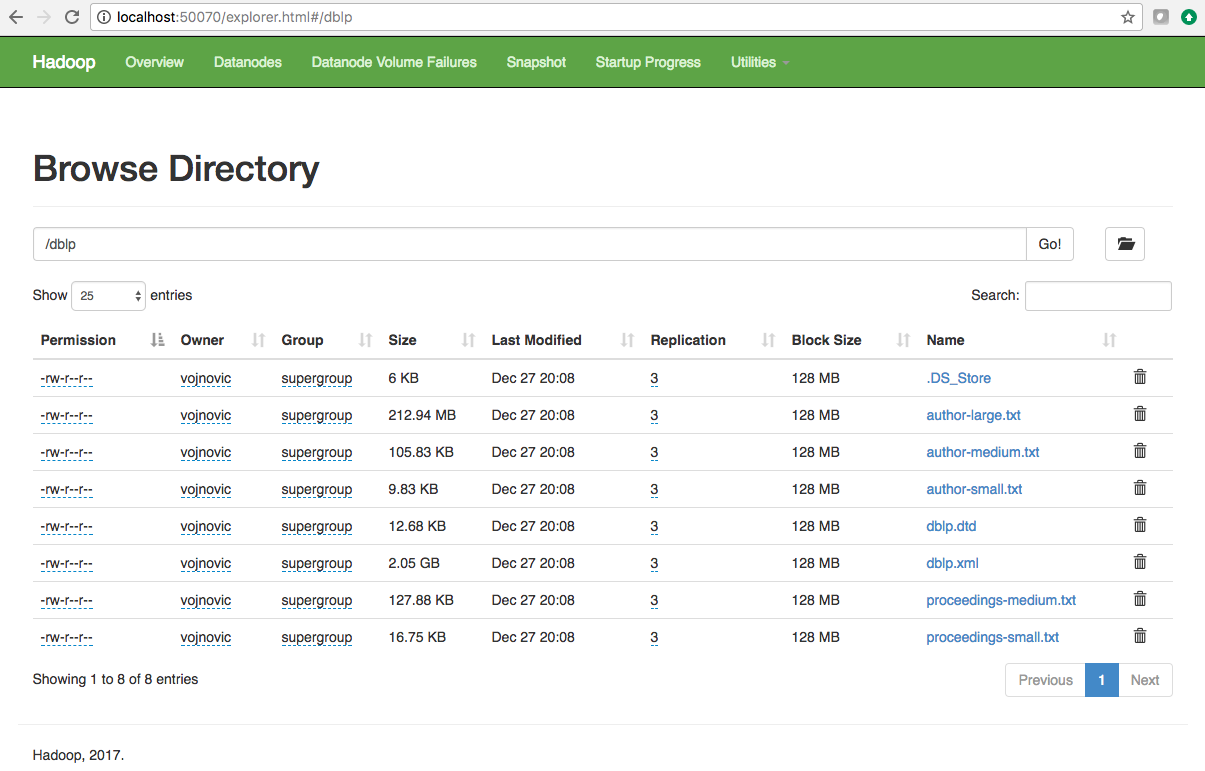 localhost:50070/explorer.html#/dblp
Hadoop Overview Datanodes Datanode Volume Failures Snapshot Startup Progress Utilities
Browse Directory
/dblp Go!
Show 25 entries Search:
Permission Owner Group Size Last Modified Replication Block Size Name
-rw-r--r-- vojnovic supergroup 6 KB Dec 27 20:08 3 128 MB .DS_Store
-rw-r--r-- vojnovic supergroup 212.94 MB Dec 27 20:08 3 128 MB author-large.txt
-rw-r--r-- vojnovic supergroup 105.83 KB Dec 27 20:08 3 128 MB author-medium.txt
-rw-r--r-- vojnovic supergroup 9.83 KB Dec 27 20:08 3 128 MB author-small.txt
-rw-r--r-- vojnovic supergroup 12.68 KB Dec 27 20:08 3 128 MB dblp.dtd
-rw-r--r-- vojnovic supergroup 2.05 GB Dec 27 20:08 3 128 MB dblp.xml
-rw-r--r-- vojnovic supergroup 127.88 KB Dec 27 20:08 3 128 MB proceedings-medium.txt
-rw-r--r-- vojnovic supergroup 16.75 KB Dec 27 20:08 3 128 MB proceedings-small.txt
Showing 1 to 8 of 8 entries Previous 1 Next
Hadoop, 2017.